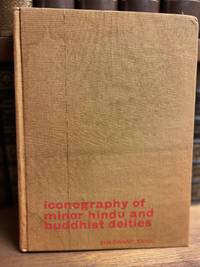 iconography of
minor hindu and
buddhist deities